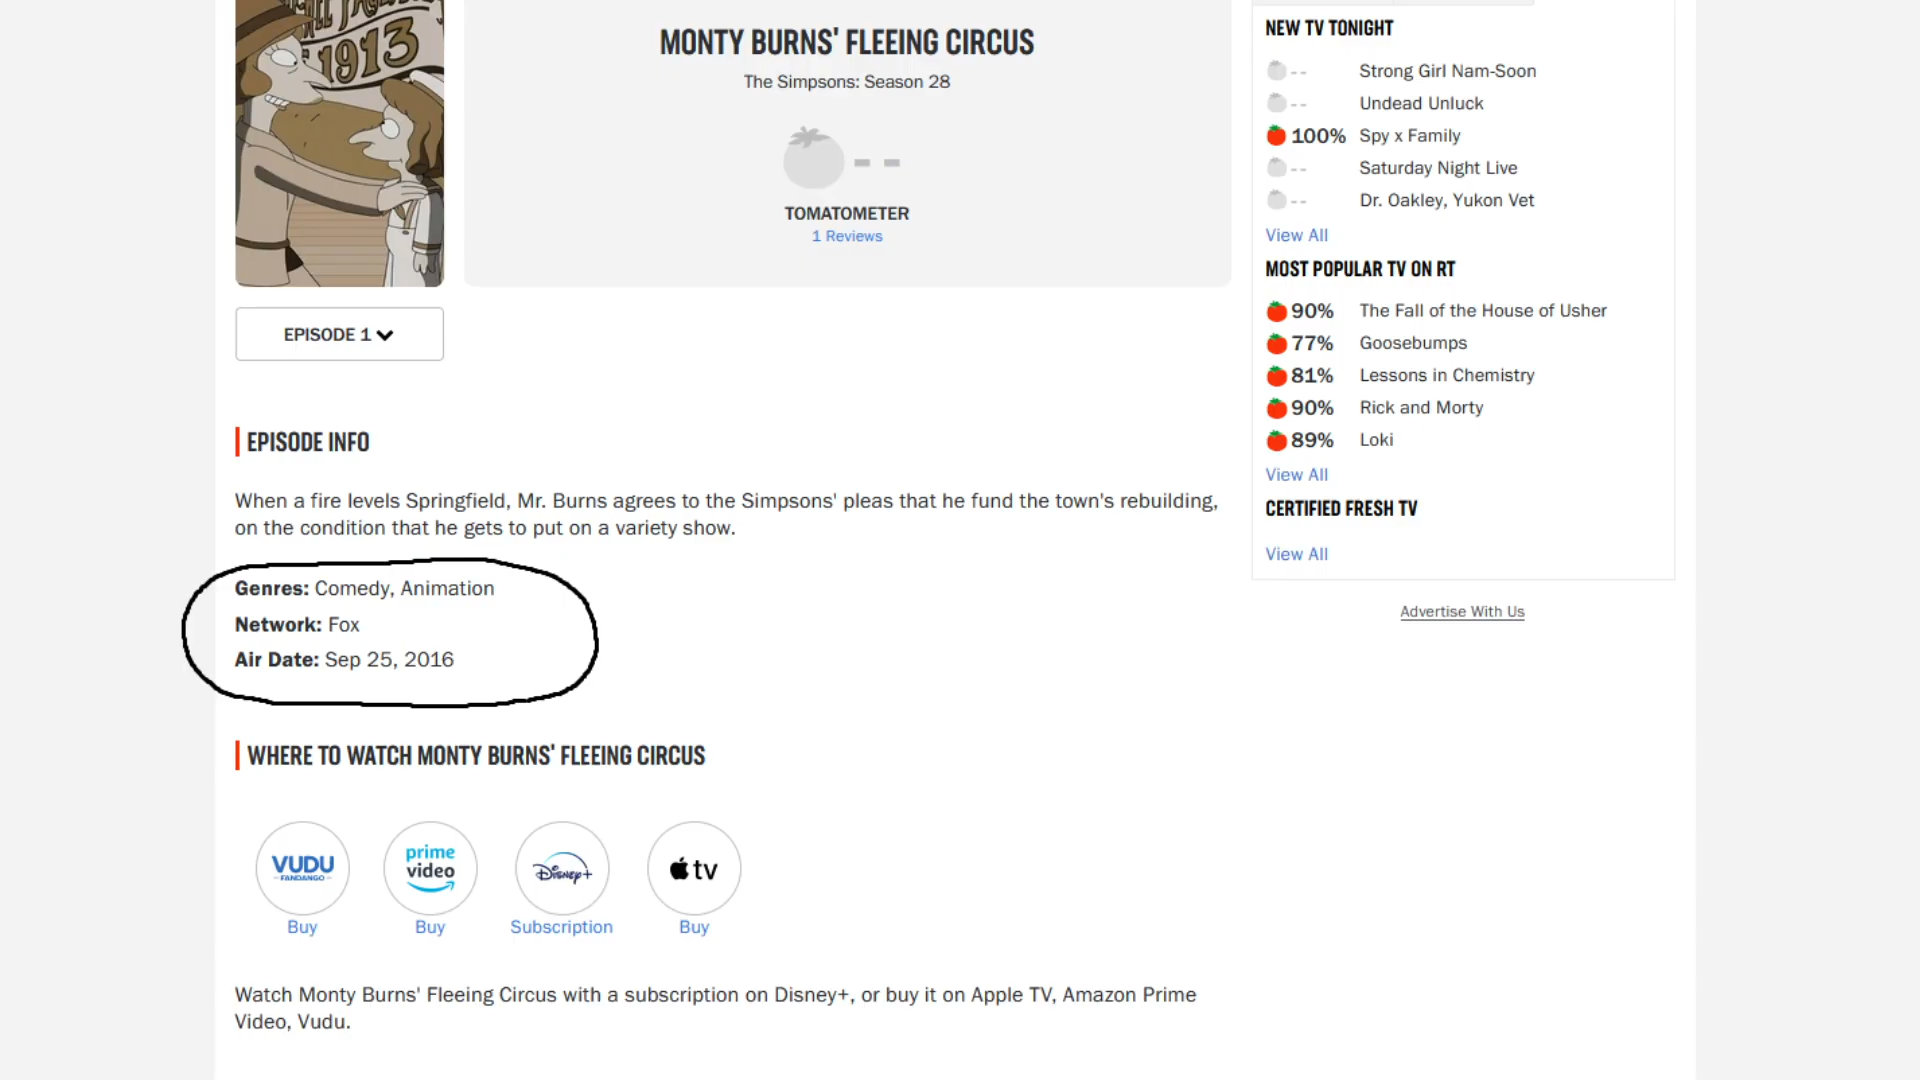 1913
MONTY BURNS' FLEEING CIRCUS
The Simpsons: Season 28
- -
TOMATOMETER
1 Reviews
EPISODE 1
EPISODE INFO
When a fire levels Springfield, Mr. Burns agrees to the Simpsons' pleas that he fund the town's rebuilding,
on the condition that he gets to put on a variety show.
Genres: Comedy, Animation
Network: Fox
Air Date: Sep 25, 2016
WHERE TO WATCH MONTY BURNS' FLEEING CIRCUS
VUDU
FANDANGO
Buy
prime
video
Buy
Disney+
Subscription
tv
Buy
Watch Monty Burns' Fleeing Circus with a subscription on Disney+, or buy it on Apple TV, Amazon Prime
Video, Vudu.
NEW TV TONIGHT
- - Strong Girl Nam-Soon
- - Undead Unluck
100% Spy x Family
- - Saturday Night Live
- - Dr. Oakley, Yukon Vet
View All
MOST POPULAR TV ON RT
90% The Fall of the House of Usher
77% Goosebumps
81% Lessons in Chemistry
90% Rick and Morty
89% Loki
View All
CERTIFIED FRESH TV
View All
Advertise With Us